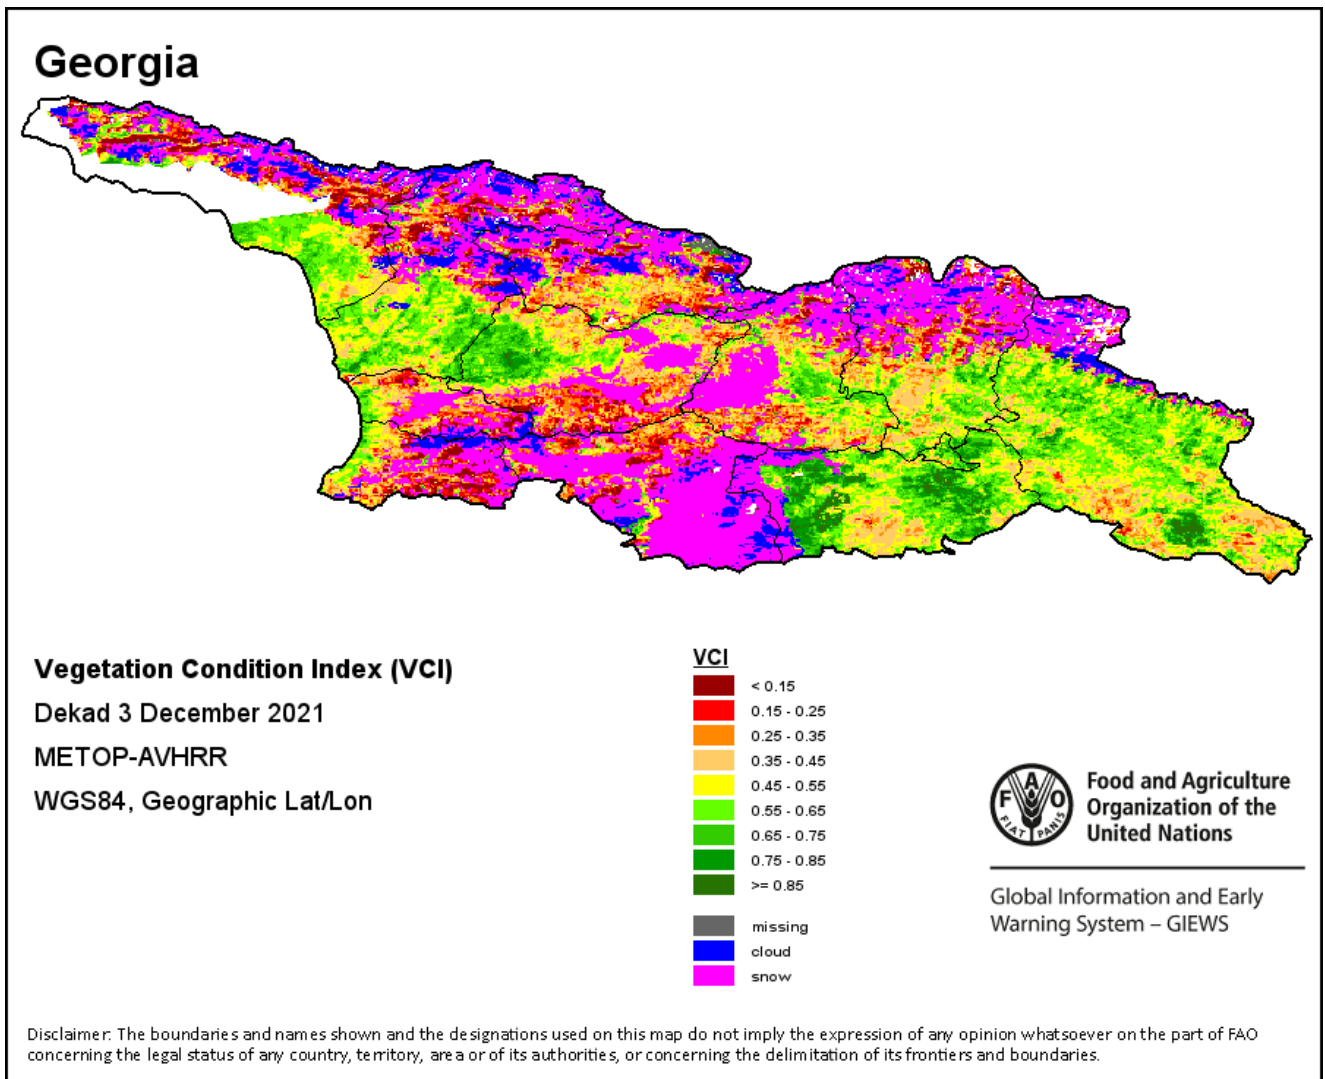 Georgia
Vegetation Condition Index (VCI)
Dekad 3 December 2021
METOP-AVHRR
WGS84, Geographic Lat/Lon
VCI
< 0.15
0.15 - 0.25
0.25 - 0.35
0.35 - 0.45
0.45 - 0.55
0.55 - 0.65
0.65 - 0.75
0.75 - 0.85
>= 0.85
missing
cloud
snow
F A O
FIAT PANIS
Food and Agriculture
Organization of the
United Nations
Global Information and Early
Warning System – GIEWS
Disclaimer: The boundaries and names shown and the designations used on this map do not imply the expression of any opinion whatsoever on the part of FAO
concerning the legal status of any country, territory, area or of its authorities, or concerning the delimitation of its frontiers and boundaries.